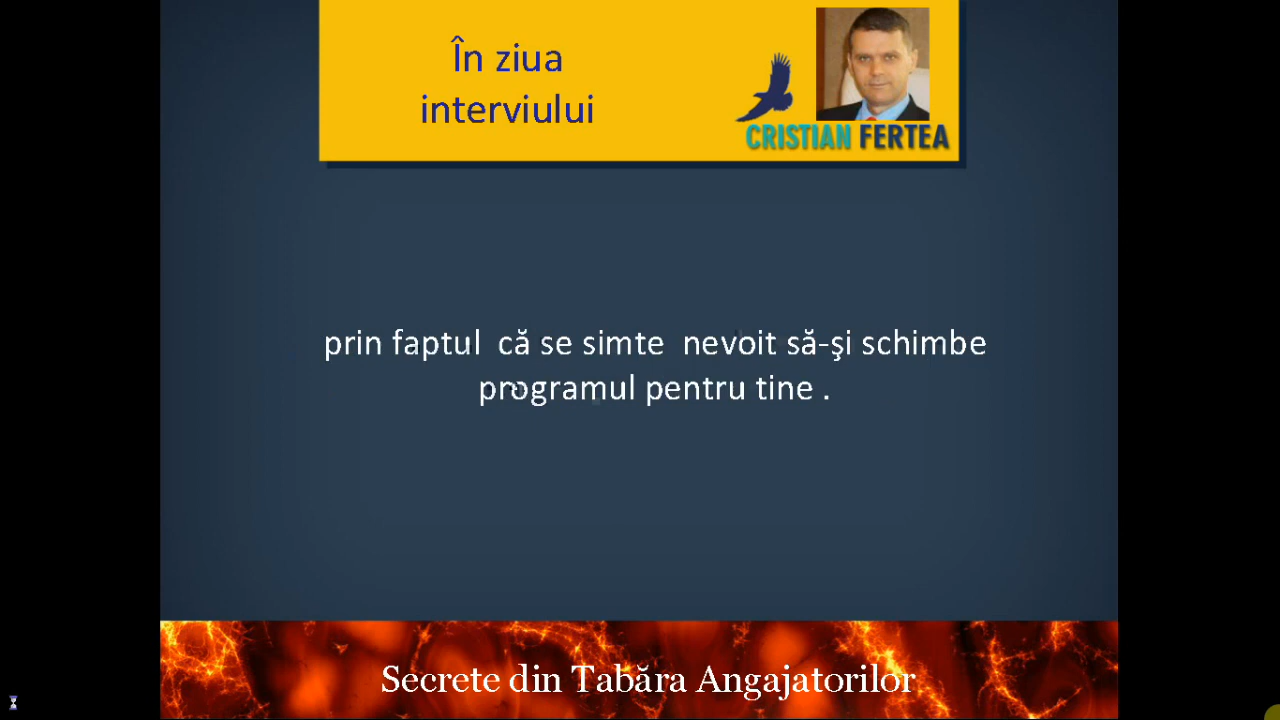 În ziua
interviului
CRISTIAN FERTEA
prin faptul că se simte nevoit să-şi schimbe
programul pentru tine .
Secrete din Tabăra Angajatorilor